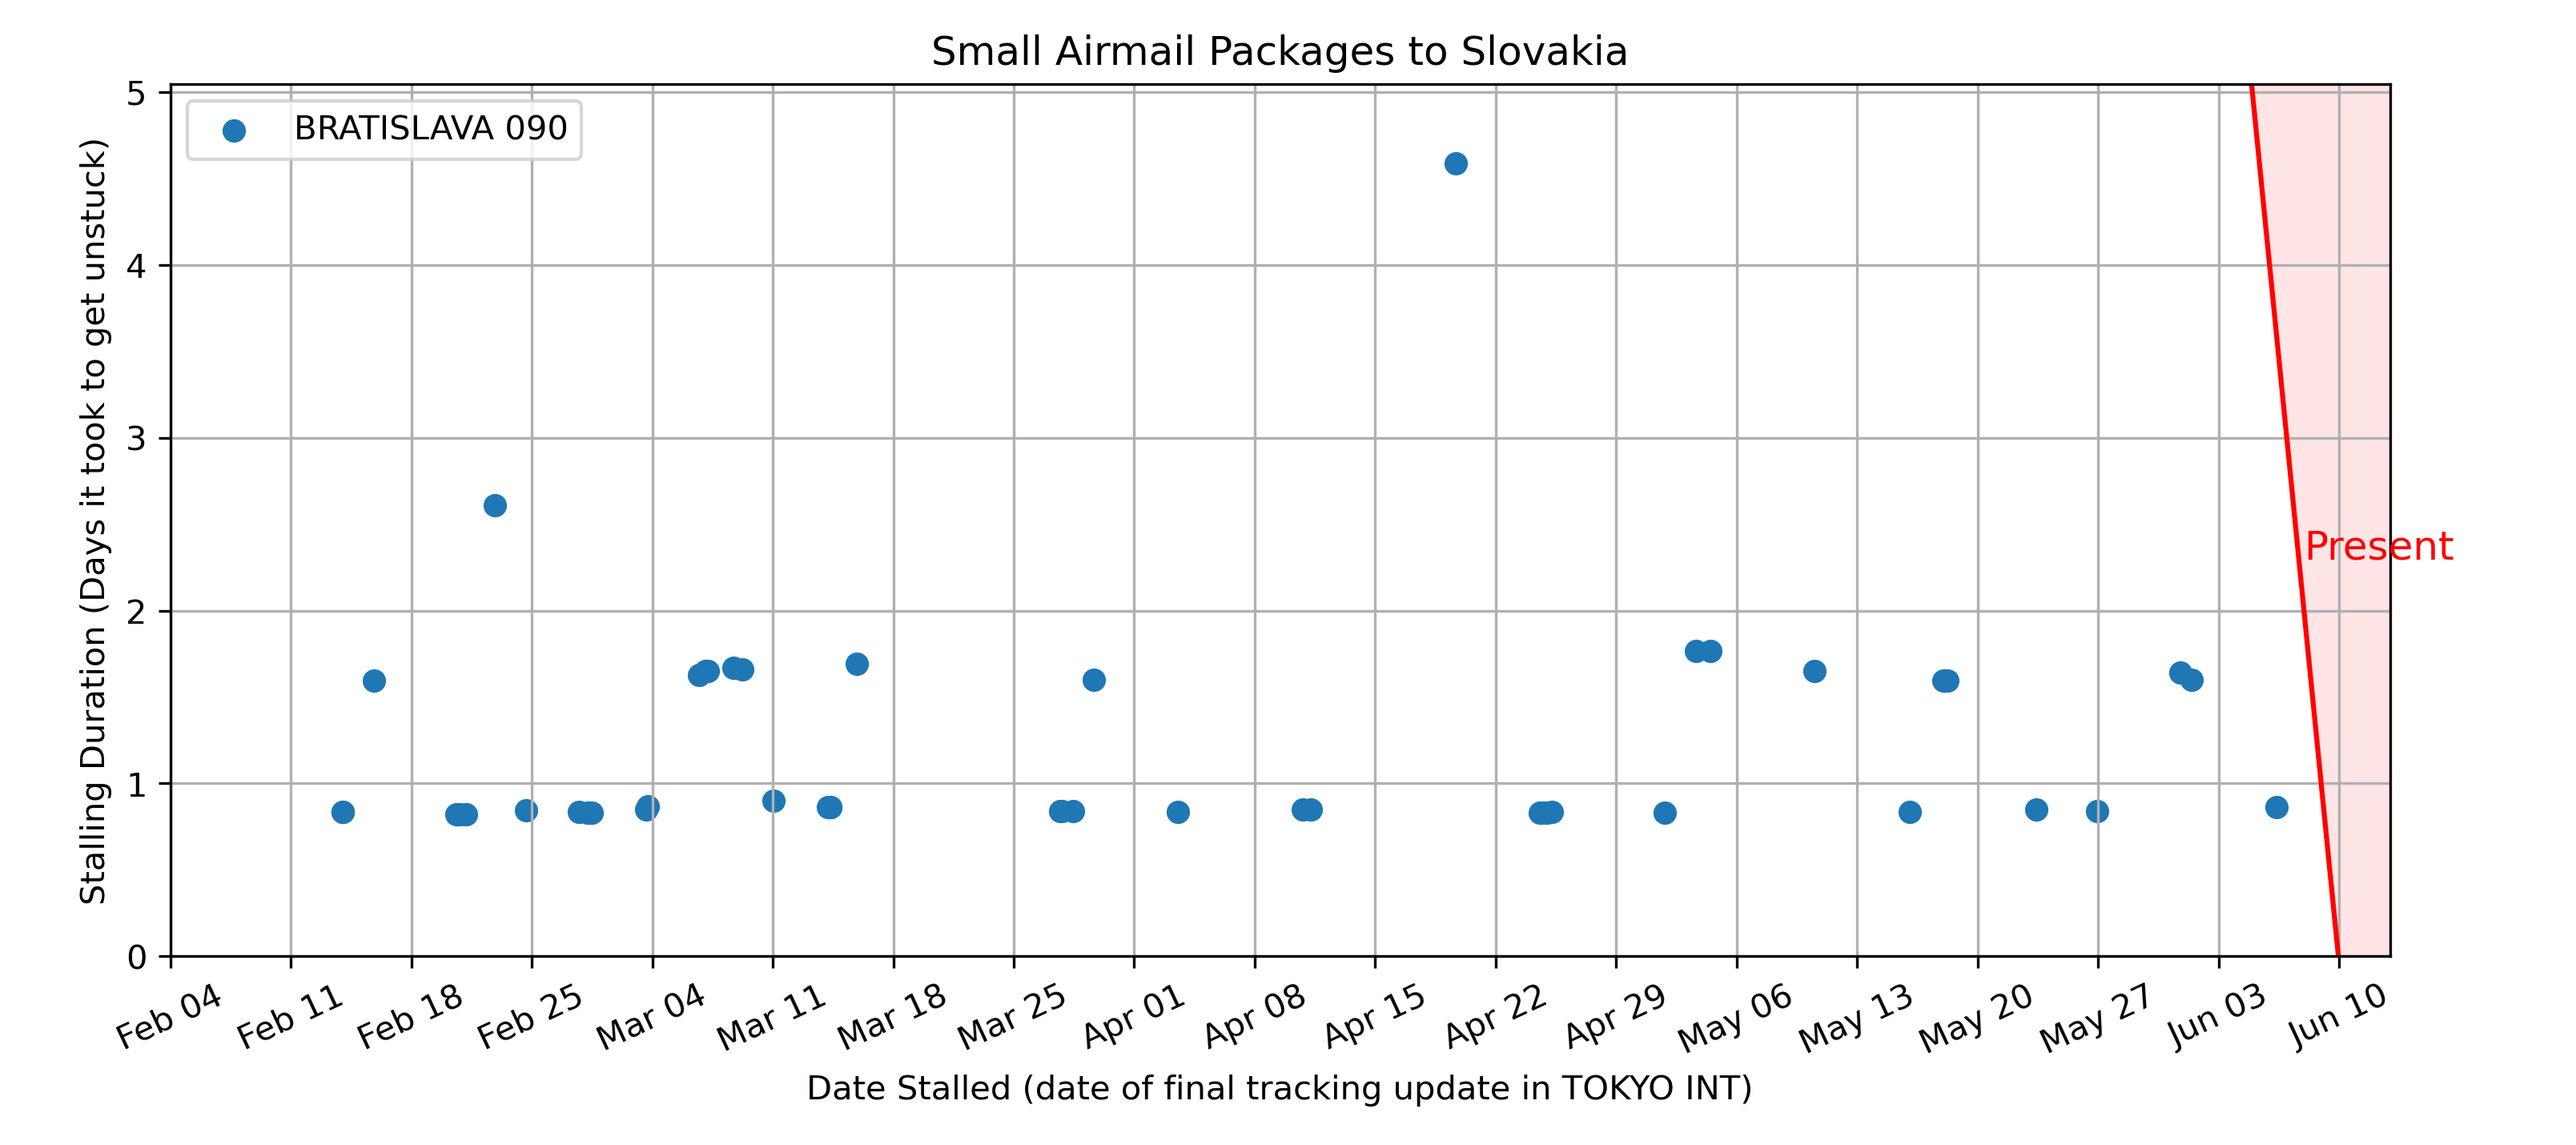 Small Airmail Packages to Slovakia
BRATISLAVA 090
Stalling Duration (Days it took to get unstuck)
5
4
3
2
1
0
Present
Feb 04
Feb 11
Feb 18
Feb 25
Mar 04
Mar 11
Mar 18
Mar 25
Apr 01
Apr 08
Apr 15
Apr 22
Apr 29
May 06
May 13
May 20
May 27
Jun 03
Jun 10
Date Stalled (date of final tracking update in TOKYO INT)